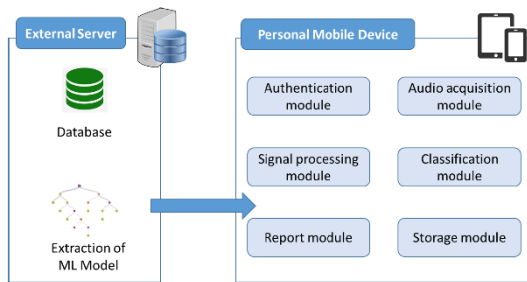 External Server
Database
Extraction of
ML Model
Personal Mobile Device
Authentication
module
Audio acquisition
module
Signal processing
module
Classification
module
Report module
Storage module